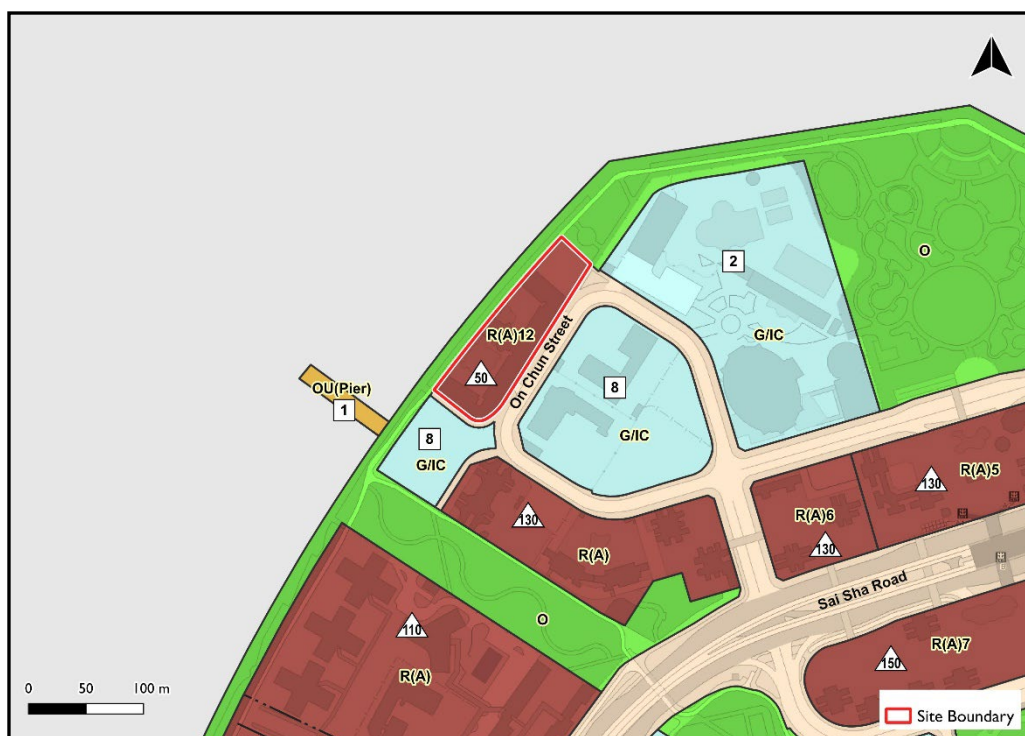 2
O
G/IC
R(A)12
50
On Chun Street
8
G/IC
OU(Pier)
1
8
G/IC
130
R(A)5
R(A)6
130
130
R(A)
Sai Sha Road
O
110
R(A)
150
R(A)7
0 50 100 m
Site Boundary